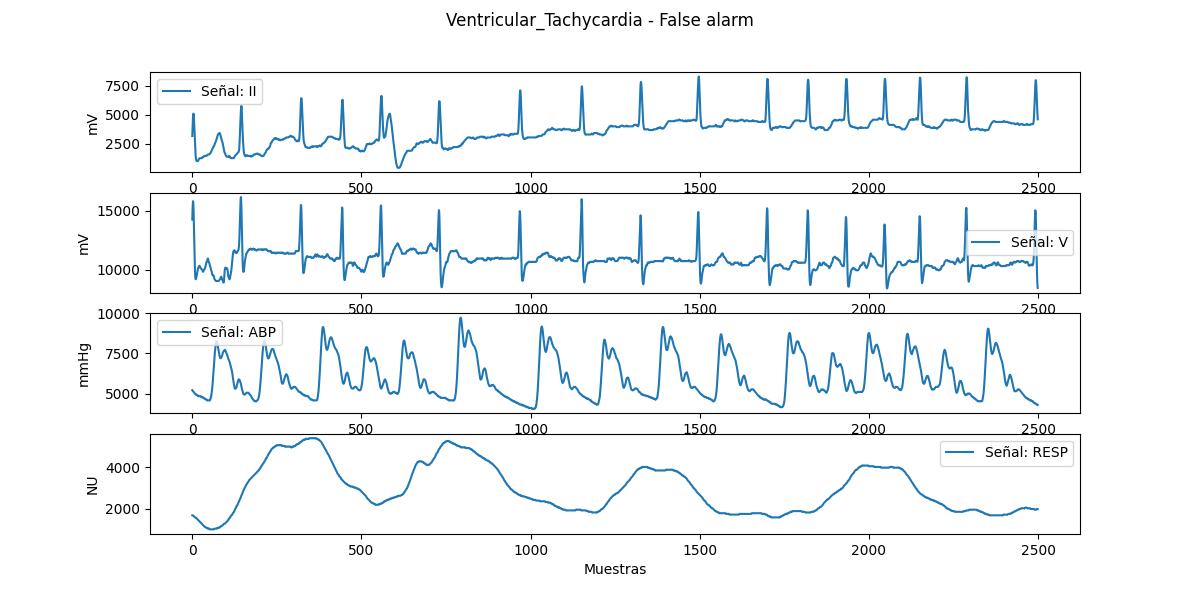 Ventricular_Tachycardia - False alarm
7500
5000
2500
mV
Señal: II
0 500 1000 1500 2000 2500
15000
10000
mV
Señal: V
0 500 1000 1500 2000 2500
10000
7500
5000
mmHg
Señal: ABP
0 500 1000 1500 2000 2500
4000
2000
NU
Señal: RESP
0 500 1000 1500 2000 2500
Muestras